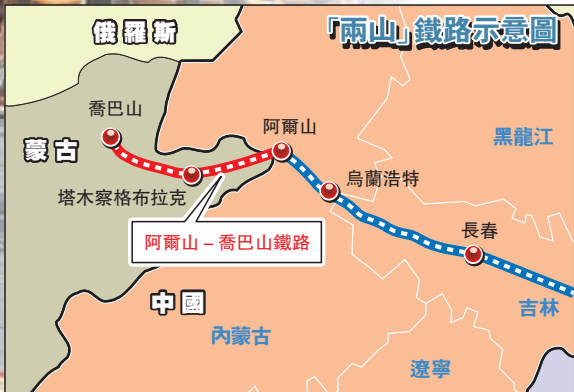 「兩山」鐵路示意圖
俄羅斯
喬巴山
阿爾山
黑龍江
蒙古
烏蘭浩特
塔木察格布拉克
長春
阿爾山－喬巴山鐵路
中國
吉林
內蒙古
遼寧